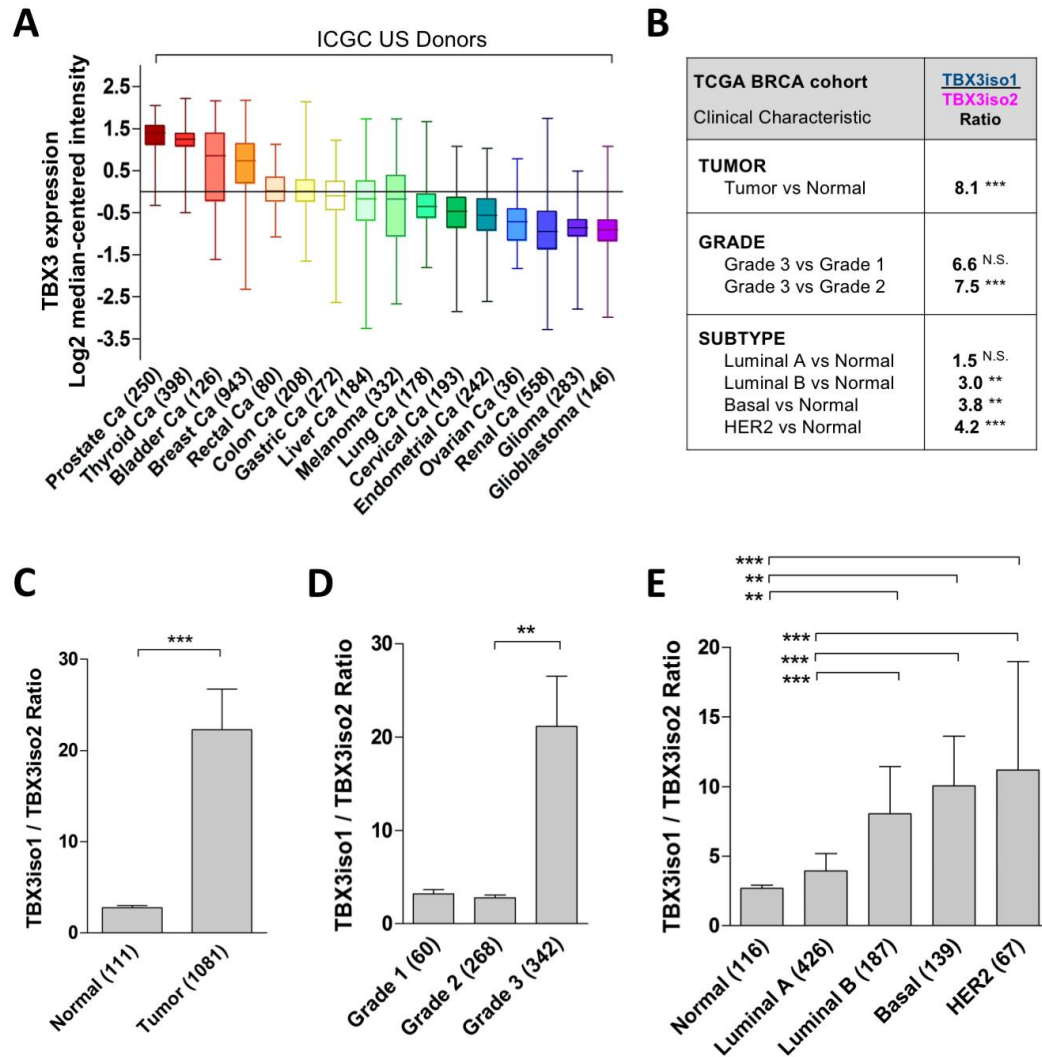 A
ICGC US Donors
TBX3 expression
Log2 median-centered intensity
2.5
1.5
0.5
-0.5
-1.5
-2.5
-3.5
Prostate Ca (250)
Thyroid Ca (398)
Bladder Ca (126)
Breast Ca (943)
Rectal Ca (80)
Colon Ca (208)
Gastric Ca (272)
Liver Ca (184)
Melanoma (332)
Lung Ca (178)
Cervical Ca (193)
Endometrial Ca (242)
Ovarian Ca (36)
Renal Ca (558)
Glioma (283)
Glioblastoma (146)
B
TCGA BRCA cohort
Clinical Characteristic
TBX3iso1
TBX3iso2
Ratio
TUMOR
Tumor vs Normal 8.1 ***
GRADE
Grade 3 vs Grade 1 6.6 N.S.
Grade 3 vs Grade 2 7.5 ***
SUBTYPE
Luminal A vs Normal 1.5 N.S.
Luminal B vs Normal 3.0 **
Basal vs Normal 3.8 **
HER2 vs Normal 4.2 ***
C
TBX3iso1 / TBX3iso2 Ratio
30
20
10
0
***
Normal (111)
Tumor (1081)
D
TBX3iso1 / TBX3iso2 Ratio
30
20
10
0
**
Grade 1 (60)
Grade 2 (268)
Grade 3 (342)
E
***
**
**
***
***
***
TBX3iso1 / TBX3iso2 Ratio
20
15
10
5
0
Normal (116)
Luminal A (426)
Luminal B (187)
Basal (139)
HER2 (67)